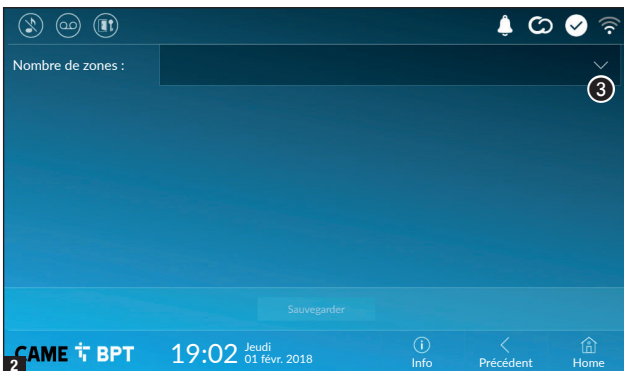 Nombre de zones :
3
Sauvegarder
2
CAME BPT
19:02
Jeudi
01 févr. 2018
Info
Précédent
Home